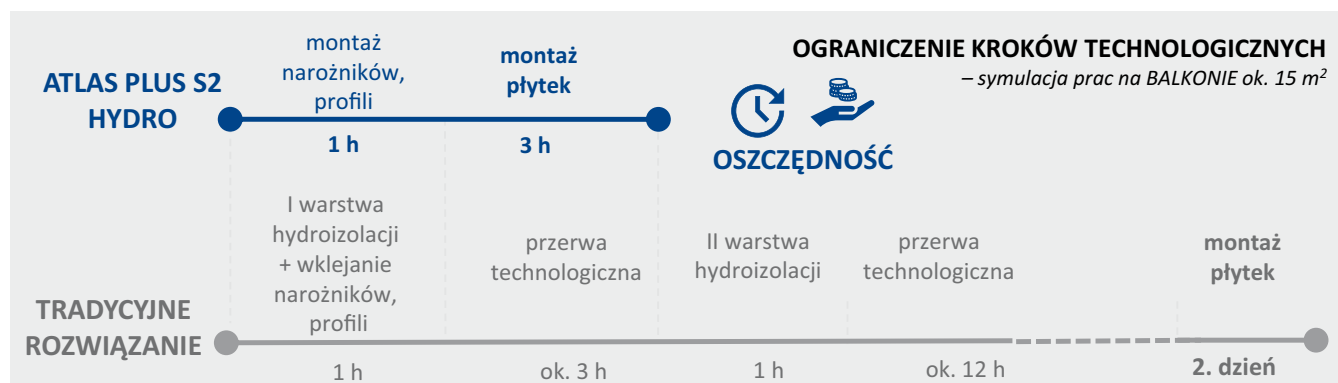 ATLAS PLUS S2
HYDRO
montaż
narożników,
profili
1 h
montaż
płytek
3 h
OSZCZĘDNOŚĆ
OGRANICZENIE KROKÓW TECHNOLOGICZNYCH
– symulacja prac na BALKONIE ok. 15 m²
TRADYCYJNE
ROZWIĄZANIE
I warstwa
hydroizolacji
+ wklejanie
narożników,
profili
1 h
przerwa
technologiczna
ok. 3 h
II warstwa
hydroizolacji
1 h
przerwa
technologiczna
ok. 12 h
montaż
płytek
2. dzień